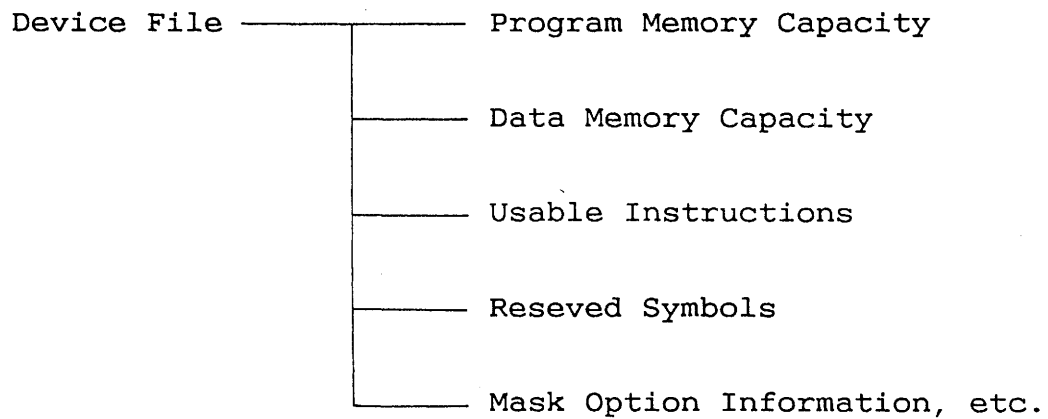 Device File Program Memory Capacity
Data Memory Capacity
Usable Instructions
Reseved Symbols
Mask Option Information, etc.